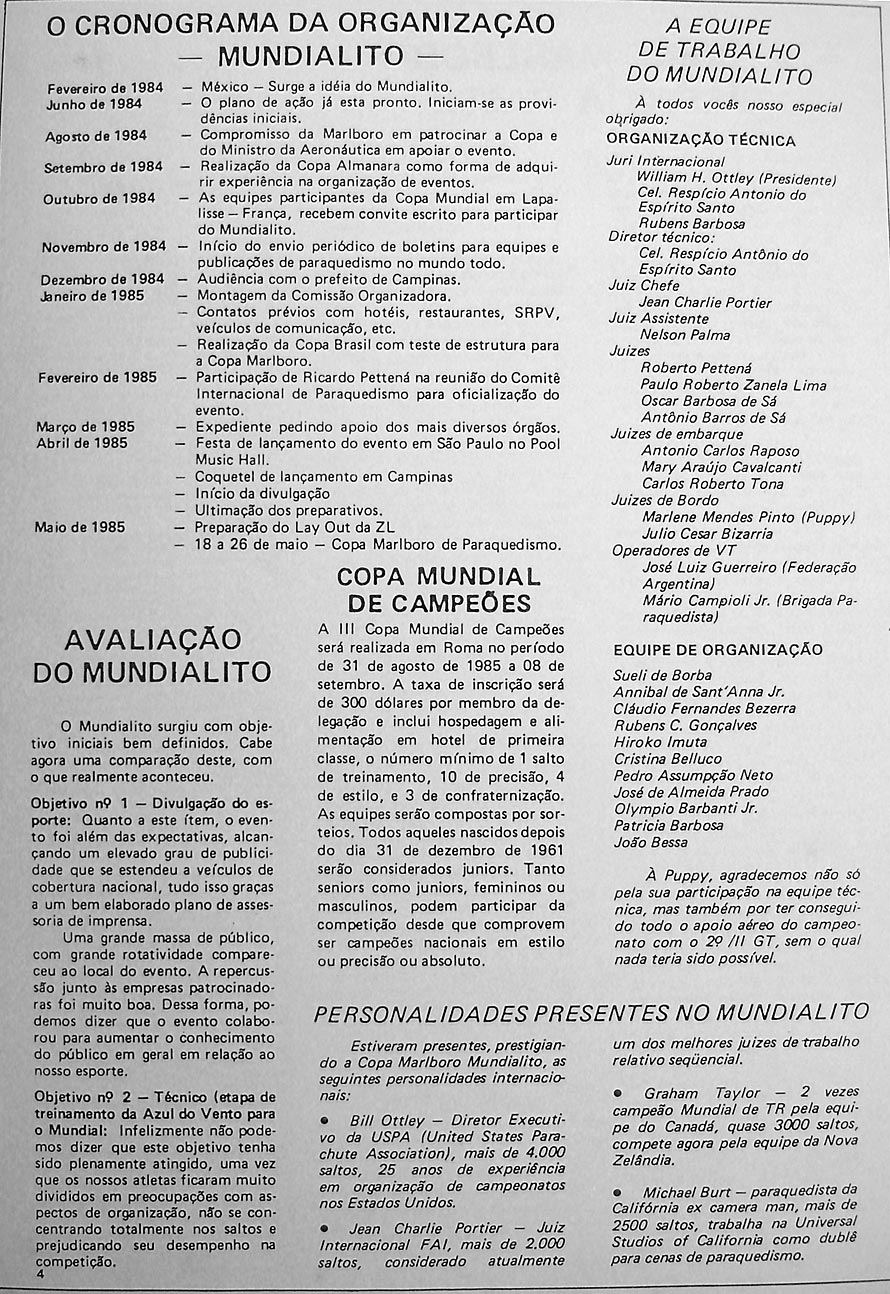 O CRONOGRAMA DA ORGANIZAÇÃO
— MUNDIALITO —
Fevereiro de 1984 — México — Surge a idéia do Mundialito.
Junho de 1984 — O plano de ação já esta pronto. Iniciam-se as provi-
dências iniciais.
Agosto de 1984 — Compromisso da Marlboro em patrocinar a Copa e
do Ministro da Aeronáutica em apoiar o evento.
Setembro de 1984 — Realização da Copa Almanara como forma de adqui-
rir experiência na organização de eventos.
Outubro de 1984 — As equipes participantes da Copa Mundial em Lapa-
lisse — França, recebem convite escrito para participar
do Mundialito.
Novembro de 1984 — Início do envio periódico de boletins para equipes e
publicações de paraquedismo no mundo todo.
Dezembro de 1984 — Audiência com o prefeito de Campinas.
Janeiro de 1985 — Montagem da Comissão Organizadora.
— Contatos prévios com hotéis, restaurantes, SRPV,
veículos de comunicação, etc.
— Realização da Copa Brasil com teste de estrutura para
a Copa Marlboro.
Fevereiro de 1985 — Participação de Ricardo Pettená na reunião do Comitê
Internacional de Paraquedismo para oficialização do
evento.
Março de 1985 — Expediente pedindo apoio dos mais diversos órgãos.
Abril de 1985 — Festa de lançamento do evento em São Paulo no Pool
Music Hall.
— Coquetel de lançamento em Campinas
— Início da divulgação
— Ultimação dos preparativos.
Maio de 1985 — Preparação do Lay Out da ZL
— 18 a 26 de maio — Copa Marlboro de Paraquedismo.
AVALIAÇÃO
DO MUNDIALITO
O Mundialito surgiu com obje-
tivo iniciais bem definidos. Cabe
agora uma comparação deste, com
o que realmente aconteceu.
Objetivo nº 1 — Divulgação do es-
porte: Quanto a este ítem, o even-
to foi além das expectativas, alcan-
çando um elevado grau de publici-
dade que se estendeu a veículos de
cobertura nacional, tudo isso graças
a um bem elaborado plano de asses-
soria de imprensa.
Uma grande massa de público,
com grande rotatividade compare-
ceu ao local do evento. A repercus-
são junto às empresas patrocinado-
ras foi muito boa. Dessa forma, po-
demos dizer que o evento colabo-
rou para aumentar o conhecimento
do público em geral em relação ao
nosso esporte.
Objetivo nº 2 — Técnico (etapa de
treinamento da Azul do Vento para
o Mundial: Infelizmente não pode-
mos dizer que este objetivo tenha
sido plenamente atingido, uma vez
que os nossos atletas ficaram muito
divididos em preocupações com as-
pectos de organização, não se con-
centrando totalmente nos saltos e
prejudicando seu desempenho na
competição.
4
COPA MUNDIAL
DE CAMPEÕES
A III Copa Mundial de Campeões
será realizada em Roma no período
de 31 de agosto de 1985 a 08 de
setembro. A taxa de inscrição será
de 300 dólares por membro da de-
legação e inclui hospedagem e ali-
mentação em hotel de primeira
classe, o número mínimo de 1 salto
de treinamento, 10 de precisão, 4
de estilo, e 3 de confraternização.
As equipes serão compostas por sor-
teios. Todos aqueles nascidos depois
do dia 31 de dezembro de 1961
serão considerados juniors. Tanto
seniors como juniors, femininos ou
masculinos, podem participar da
competição desde que comprovem
ser campeões nacionais em estilo
ou precisão ou absoluto.
A EQUIPE
DE TRABALHO
DO MUNDIALITO
À todos vocês nosso especial
obrigado:
ORGANIZAÇÃO TÉCNICA
Juri Internacional
William H. Ottley (Presidente)
Cel. Respício Antonio do
Espírito Santo
Rubens Barbosa
Diretor técnico:
Cel. Respício Antônio do
Espírito Santo
Juiz Chefe
Jean Charlie Portier
Juiz Assistente
Nelson Palma
Juizes
Roberto Pettená
Paulo Roberto Zanela Lima
Oscar Barbosa de Sá
Antônio Barros de Sá
Juizes de embarque
Antonio Carlos Raposo
Mary Araújo Cavalcanti
Carlos Roberto Tona
Juizes de Bordo
Marlene Mendes Pinto (Puppy)
Julio Cesar Bizarria
Operadores de VT
José Luiz Guerreiro (Federação
Argentina)
Mário Campioli Jr. (Brigada Pa-
raquedista)
EQUIPE DE ORGANIZAÇÃO
Sueli de Borba
Annibal de Sant'Anna Jr.
Cláudio Fernandes Bezerra
Rubens C. Gonçalves
Hiroko Imuta
Cristina Belluco
Pedro Assumpção Neto
José de Almeida Prado
Olympio Barbanti Jr.
Patricia Barbosa
João Bessa
À Puppy, agradecemos não só
pela sua participação na equipe téc-
nica, mas também por ter consegui-
do todo o apoio aéreo do campeo-
nato com o 2º /II GT, sem o qual
nada teria sido possível.
PERSONALIDADES PRESENTES NO MUNDIALITO
Estiveram presentes, prestigian-
do a Copa Marlboro Mundialito, as
seguintes personalidades internacio-
nais:
• Bill Ottley — Diretor Executi-
vo da USPA (United States Para-
chute Association), mais de 4.000
saltos, 25 anos de experiência
em organização de campeonatos
nos Estados Unidos.
• Jean Charlie Portier — Juiz
Internacional FAI, mais de 2.000
saltos, considerado atualmente
um dos melhores juizes de trabalho
relativo seqüencial.
• Graham Taylor — 2 vezes
campeão Mundial de TR pela equi-
pe do Canadá, quase 3000 saltos,
compete agora pela equipe da Nova
Zelândia.
• Michael Burt — paraquedista da
Califórnia ex camera man, mais de
2500 saltos, trabalha na Universal
Studios of California como dublê
para cenas de paraquedismo.